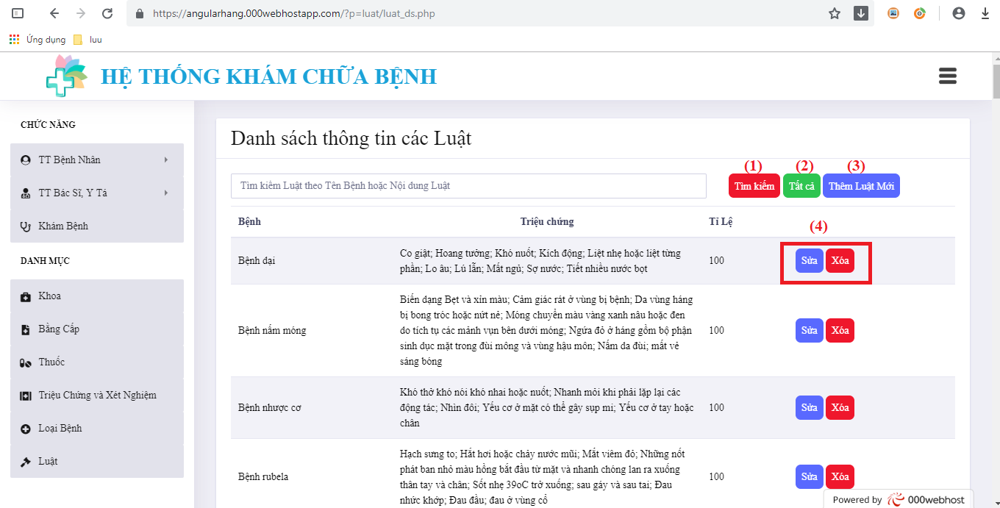 https://angularhang.000webhostapp.com/?p=luat/luat_ds.php
Ứng dụng
luu
HỆ THỐNG KHÁM CHỮA BỆNH
CHỨC NĂNG
TT Bệnh Nhân
TT Bác Sĩ, Y Tá
Khám Bệnh
DANH MỤC
Khoa
Bằng Cấp
Thuốc
Triệu Chứng và Xét Nghiệm
Loại Bệnh
Luật
Danh sách thông tin các Luật
(1) (2) (3)
Tìm kiếm Luật theo Tên Bệnh hoặc Nội dung Luật
Tìm kiếm Tất cả Thêm Luật Mới
Bệnh Triệu chứng Tỉ Lệ
(4)
Bệnh dại
Co giật; Hoang tưởng; Khó nuốt; Kích động; Liệt nhẹ hoặc liệt từng
phần; Lo âu; Lú lẫn; Mất ngủ; Sợ nước; Tiết nhiều nước bọt
100
Sửa Xóa
Bệnh nấm móng
Biến dạng Bẹt và xỉn màu; Cảm giác rát ở vùng bị bệnh; Da vùng háng
bị bong tróc hoặc nứt nẻ; Móng chuyển màu vàng xanh nâu hoặc đen
do tích tụ các mảnh vụn bên dưới móng; Ngứa đỏ ở háng gồm bộ phận
sinh dục mặt trong đùi mông và vùng hậu môn; Nấm da đùi; mất vẻ
sáng bóng
100
Sửa Xóa
Bệnh nhược cơ
Khó thở khó nói khó nhai hoặc nuốt; Nhanh mỏi khi phải lặp lại các
động tác; Nhìn đôi; Yếu cơ ở mặt có thể gây sụp mí; Yếu cơ ở tay hoặc
chân
100
Sửa Xóa
Bệnh rubela
Hạch sưng to; Hắt hơi hoặc chảy nước mũi; Mắt viêm đỏ; Những nốt
phát ban nhỏ màu hồng bắt đầu từ mặt và nhanh chóng lan ra xuống
thân tay và chân; Sốt nhẹ 39oC trở xuống; sau gáy và sau tai; Đau
nhức khớp; Đau đầu; đau ở vùng cổ
100
Sửa Xóa
Powered by 000webhost